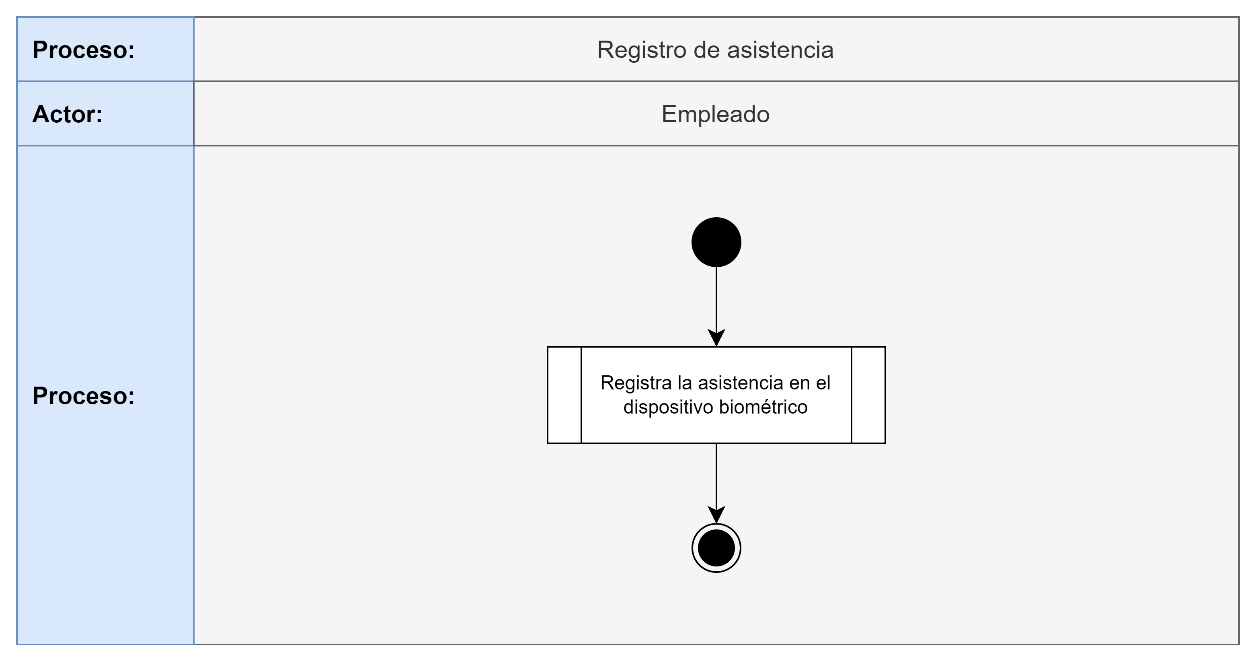 Proceso:
Registro de asistencia
Actor:
Empleado
Proceso:
Registra la asistencia en el
dispositivo biométrico